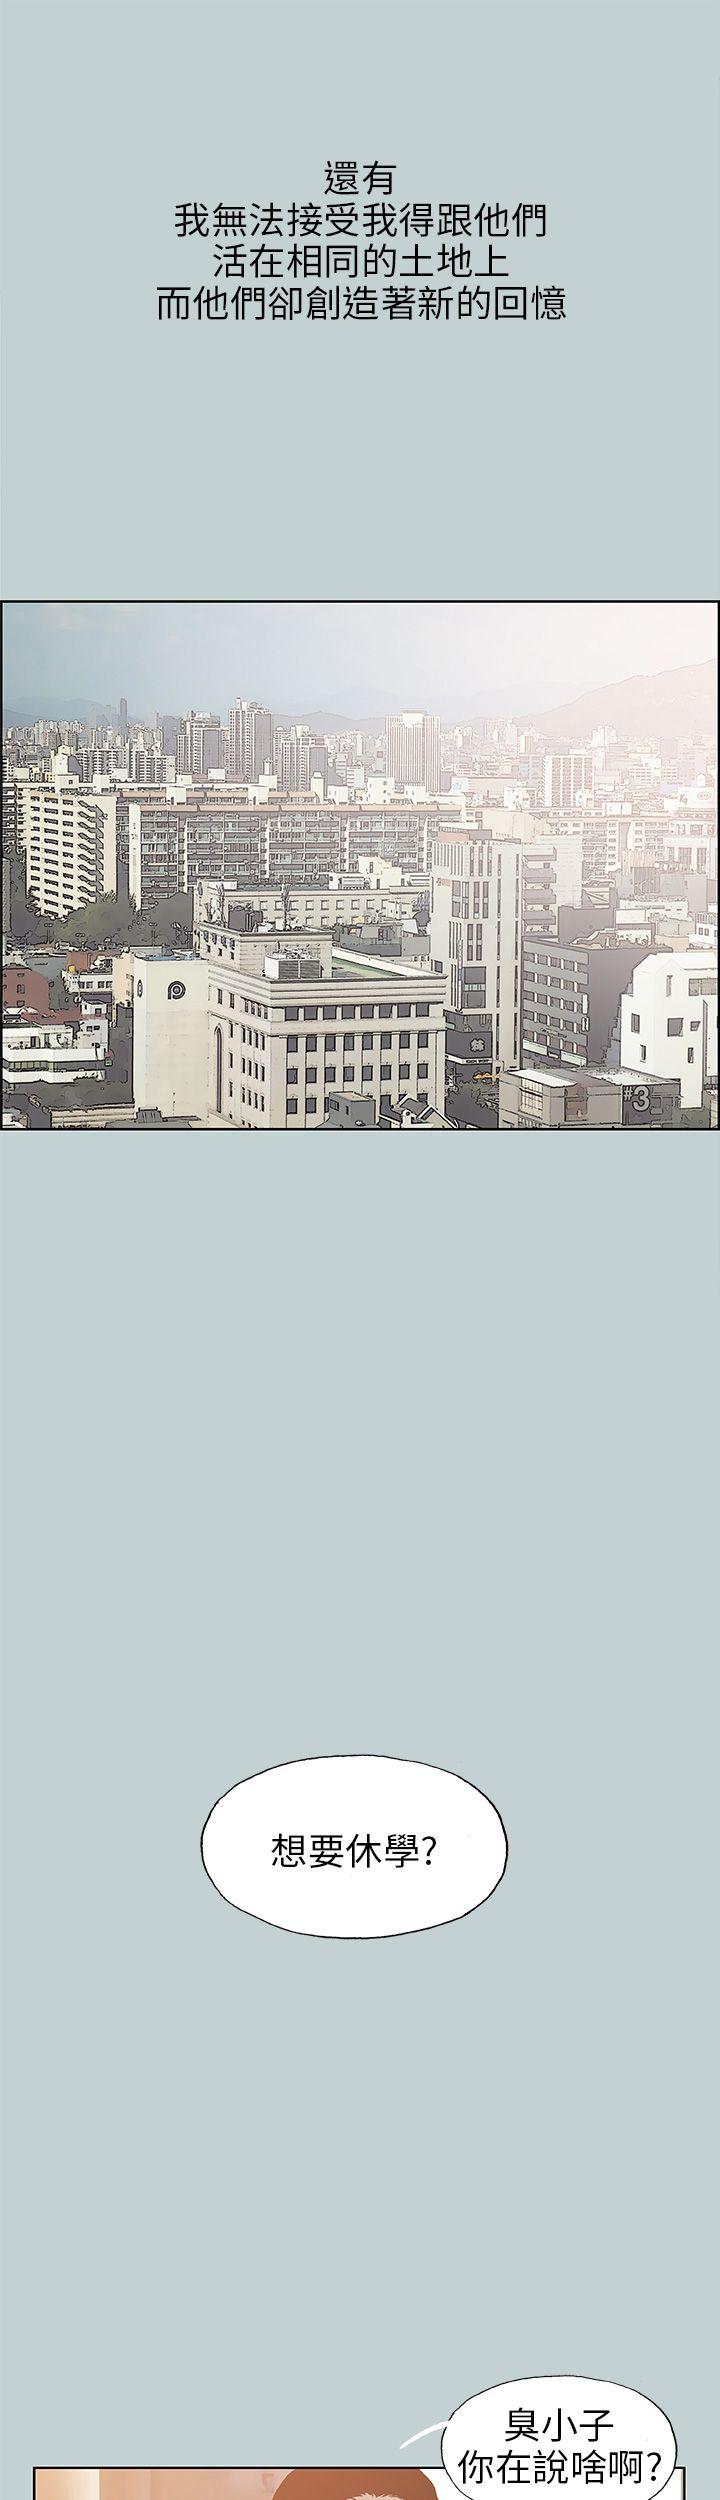 還有
我無法接受我得跟他們
活在相同的土地上
而他們卻創造著新的回憶
#3
想要休學?
臭小子
你在說啥啊?